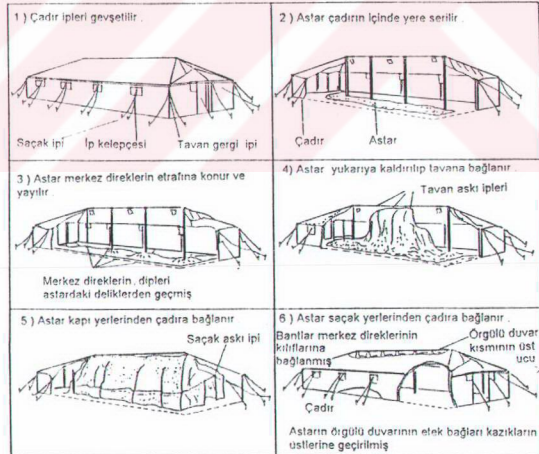 1 ) Çadır ipleri gevşetilir .
Saçak ipi İp kelepçesi Tavan gergi ipi
2 ) Astar çadırın içinde yere serilir .
Çadır Astar
3 ) Astar merkez direklerin etrafına konur ve
yayılır .
Merkez direklerin, dipleri
astardaki deliklerden geçmiş
4) Astar yukarıya kaldırılıp tavana bağlanır .
Tavan askı ipleri
5 ) Astar kapı yerlerinden çadıra bağlanır
Saçak askı ipi
6 ) Astar saçak yerlerinden çadıra bağlanır .
Bantlar merkez direklerinin
kılıflarına
bağlanmış
Örgülü duvar
kısmının üst
ucu
Çadır
Astarın örgülü duvarının etek bağları kazıkların
üstlerine geçirilmiş